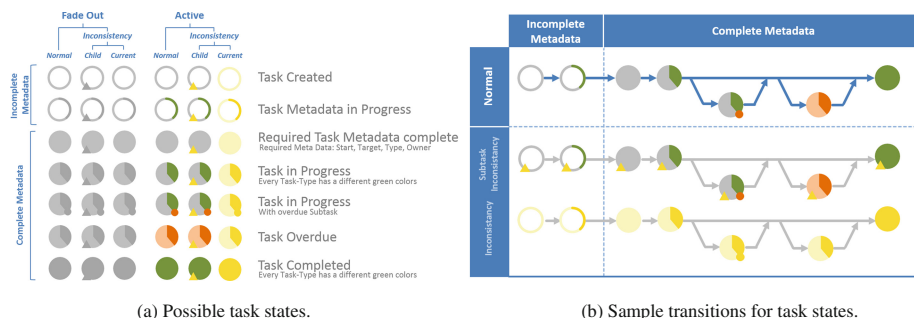 Fade Out
Active
Inconsistency
Inconsistency
Normal
Child
Current
Normal
Child
Current
Incomplete
Metadata
Task Created
Task Metadata in Progress
Complete Metadata
Required Task Metadata complete
Required Meta Data: Start, Target, Type, Owner
Task in Progress
Every Task-Type has a different green colors
Task in Progress
With overdue Subtask
Task Overdue
Task Completed
Every Task-Type has a different green colors
(a) Possible task states.
Incomplete
Metadata
Complete Metadata
Normal
Subtask
Inconsistancy
Inconsistancy
(b) Sample transitions for task states.